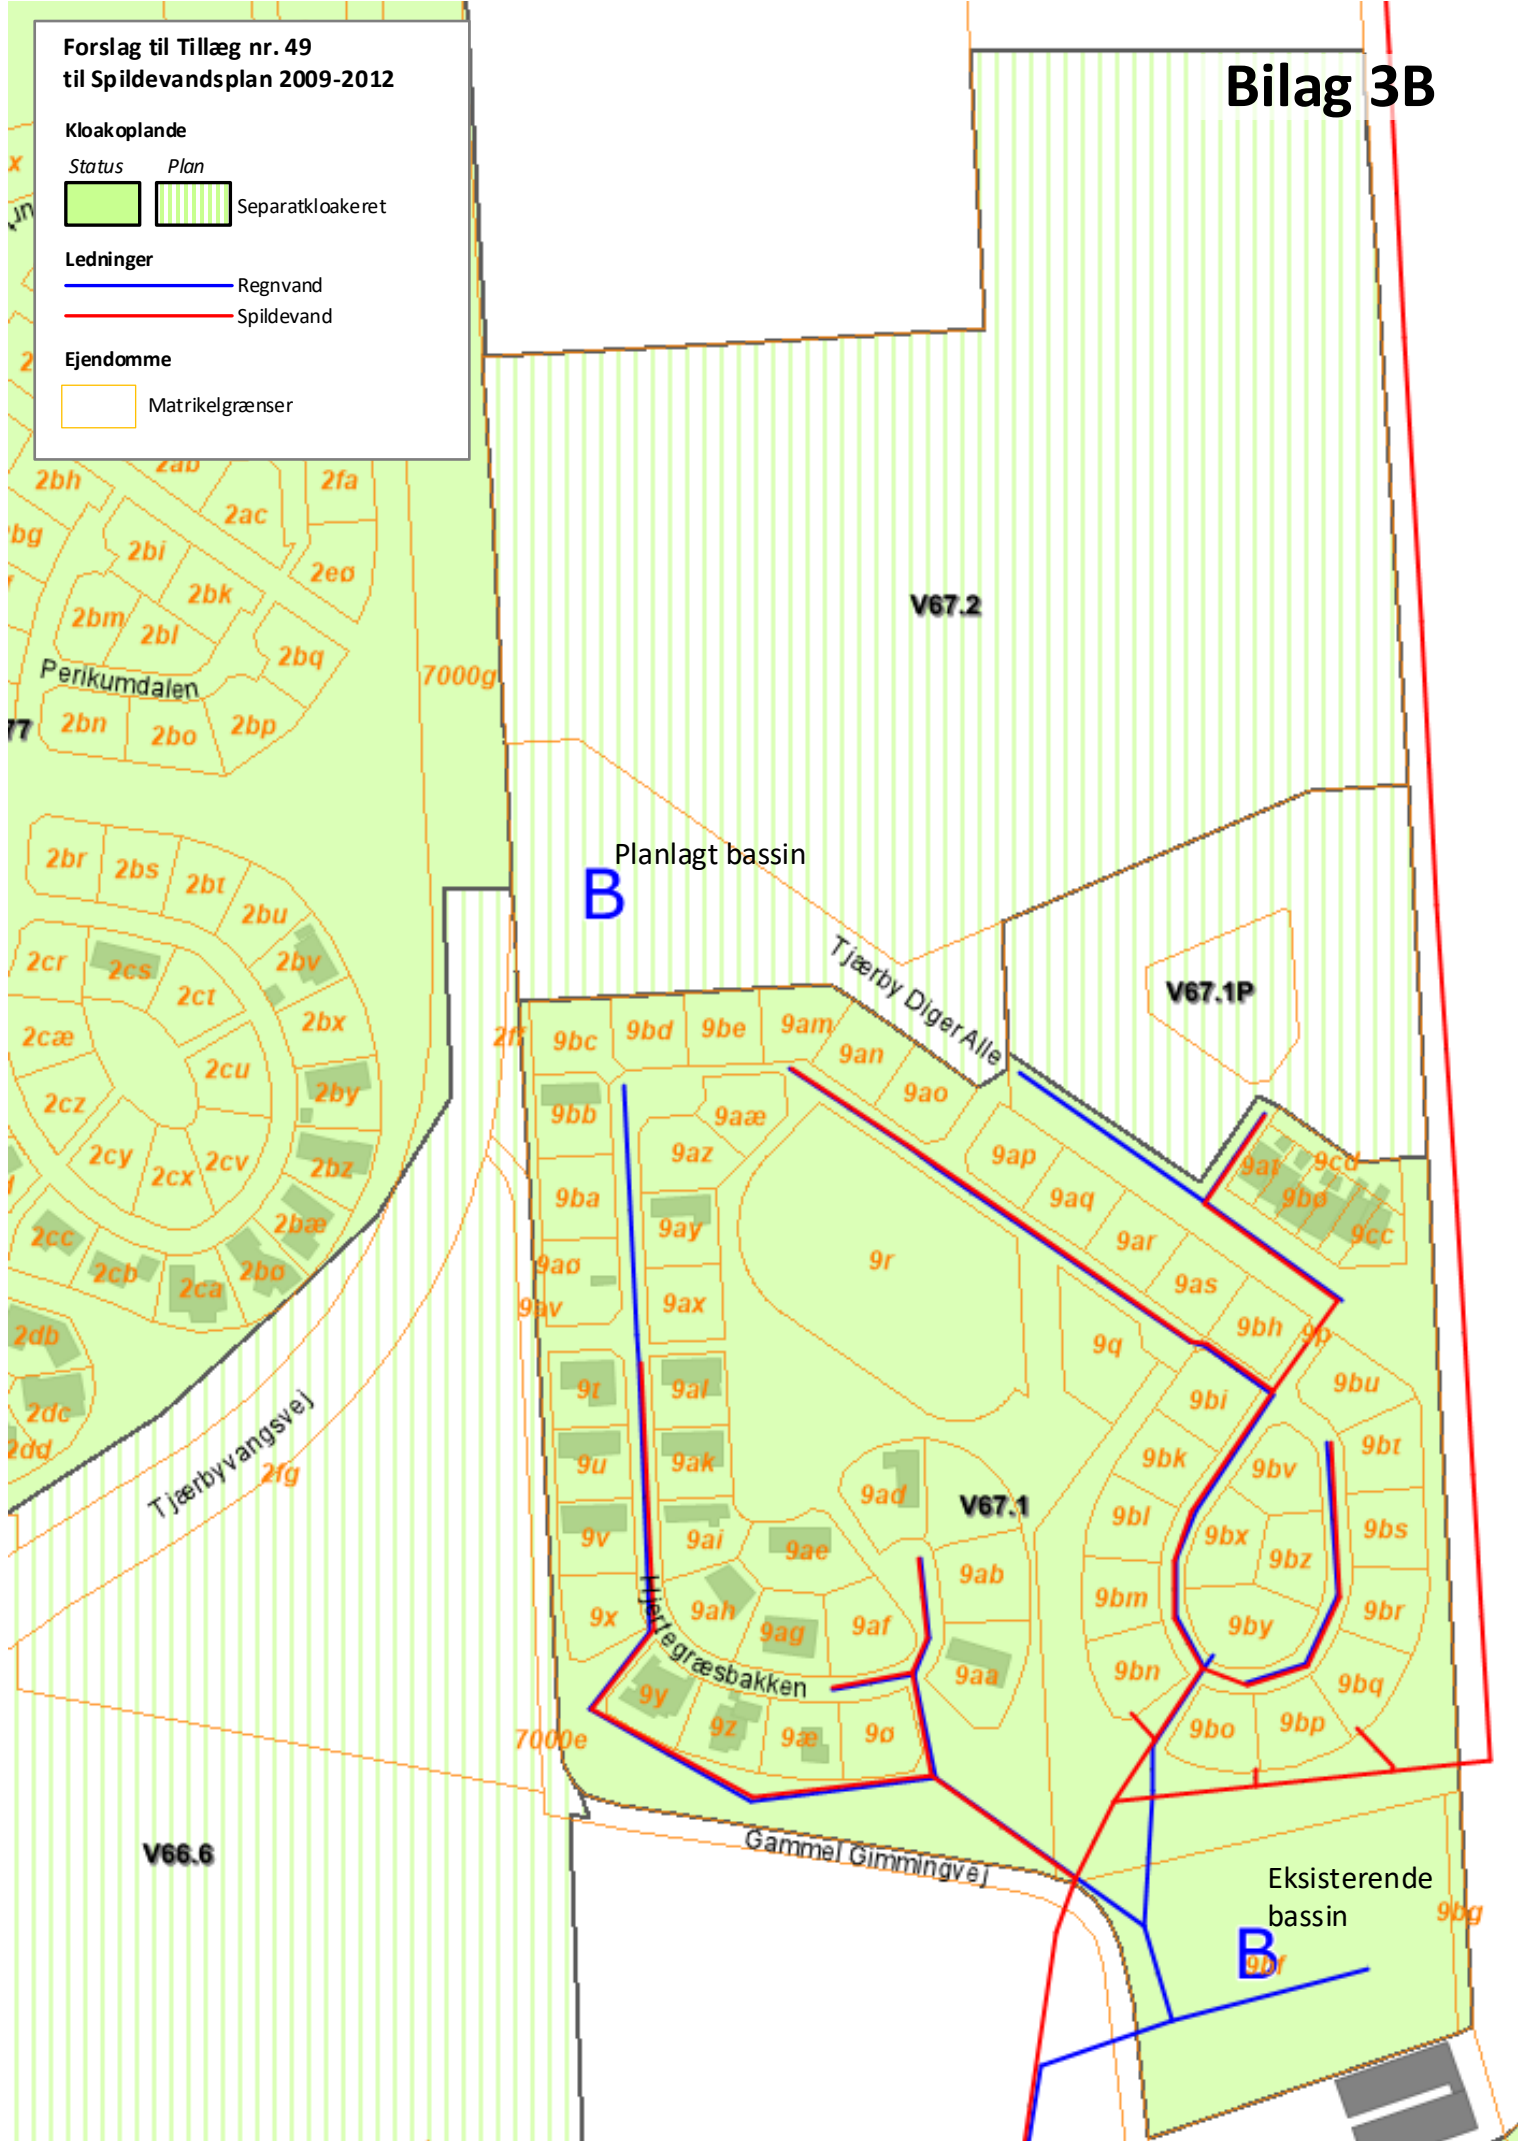 Forslag til Tillæg nr. 49
til Spildevandsplan 2009-2012
Bilag 3B
Kloakoplande
Status Plan
Separatkloakeret
Ledninger
Regnvand
Spildevand
Ejendomme
Matrikelgrænser
2ab
2bh
2fa
2ac
2bi
2eø
2bk
2bm
2bl
V67.2
2bq
Perikumdalen
7000g
2bn
2bo
2bp
77
Planlagt bassin
B
2br
2bs
2bt
2bu
2bv
2cr
2cs
2ct
2bx
Tjærby Diger Alle
V67.1P
2cæ
2cu
2by
2cz
2cy
2cx
2cv
2bz
2cc
2cb
2ca
2bø
2bæ
2db
2dc
2dd
9bc
9bd
9be
9am
9an
9ao
9bb
9aæ
9az
9ap
9cd
9ba
9ay
9aq
9bø
9cc
9aø
9r
9ar
9av
9ax
9as
9bh
9p
9q
9t
9al
9bi
9bu
Tjærbyvangsvej
2fg
9u
9ak
9bk
9bv
9bt
9ad
V67.1
9v
9ai
9ae
9bl
9bx
9bz
9bs
9ab
9x
9ah
9ag
9af
9bm
9by
9br
Hjertegræsbakken
9aa
9bn
9bq
9y
9z
9æ
9ø
9bo
9bp
7000e
V66.6
Gammel Gimmingvej
Eksisterende
bassin
9bg
B
9bf